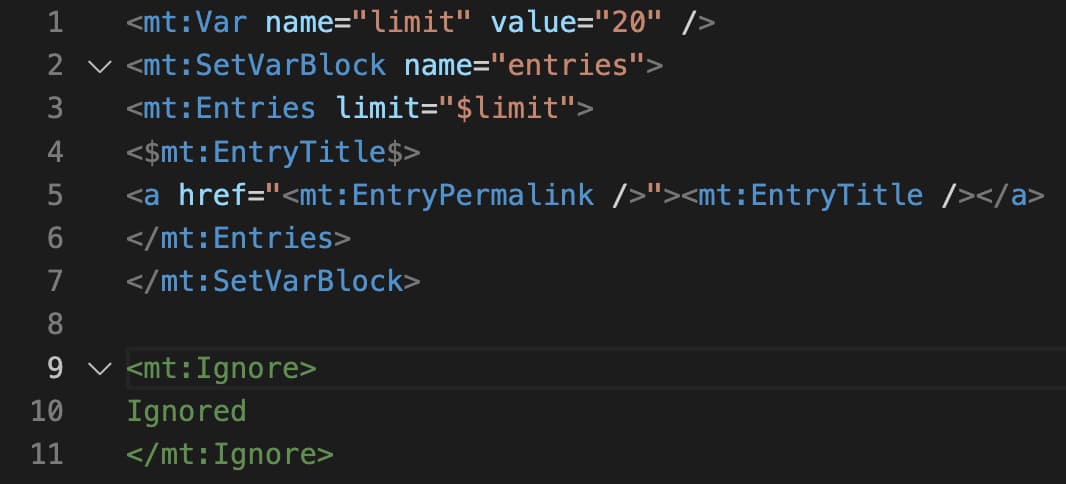 1 <mt:Var name="limit" value="20" />
2 <mt:SetVarBlock name="entries">
3 <mt:Entries limit="$limit">
4 <$mt:EntryTitle$>
5 <a href="<mt:EntryPermalink />"><mt:EntryTitle /></a>
6 </mt:Entries>
7 </mt:SetVarBlock>
8
9 <mt:Ignore>
10 Ignored
11 </mt:Ignore>